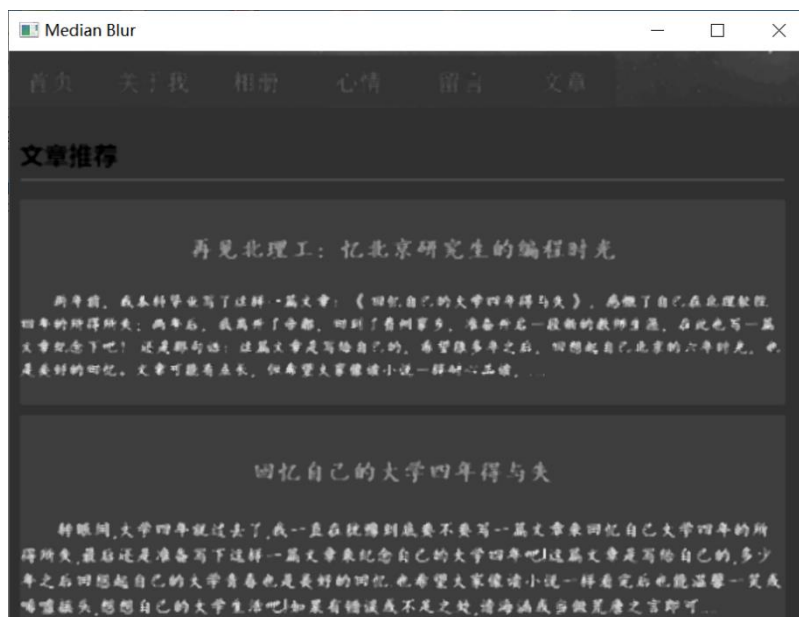 Median Blur
首页 关于我 相册 心情 留言 文章
文章推荐
再见北理工：忆北京研究生的编程时光
两年前，我本科毕业写了这样一篇文章：《 回忆自己的大学四年得与失 》，感慨了自己在北理软院
四年的所得所失；两年后，我离开了帝都，回到了贵州家乡，准备开启一段新的教师生涯，在此也写一篇
文章纪念下吧！ 还是那句话：这篇文章是写给自己的，希望很多年之后，回想起自己北京的六年时光，也
是美好的回忆。文章可能有点长，但希望大家像读小说一样耐心品读，...
回忆自己的大学四年得与失
转眼间,大学四年就过去了,我一直在犹豫到底要不要写一篇文章来回忆自己大学四年的所
得所失,最后还是准备写下这样一篇文章来纪念自己的大学四年吧!这篇文章是写给自己的,多少
年之后回想起自己的大学青春也是美好的回忆.也希望大家像读小说一样看完后也能温馨一笑或
唏嘘摇头,想想自己的大学生活吧!如果有错误或不足之处,请海涵或当做荒唐之言即可...